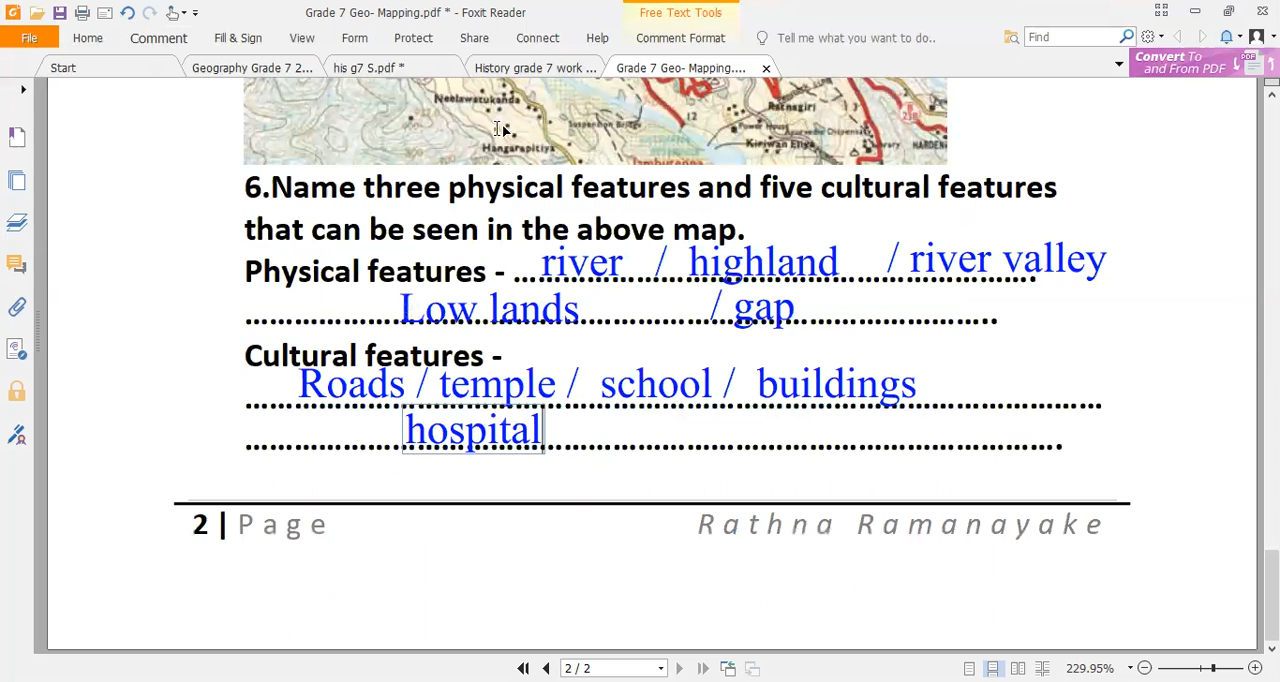 Grade 7 Geo- Mapping.pdf * - Foxit Reader
Free Text Tools
File Home Comment Fill & Sign View Form Protect Share Connect Help Comment Format Tell me what you want to do.. Find
Start Geography Grade 7 2... his g7 S.pdf * History grade 7 work ... Grade 7 Geo- Mapping....
Convert To
and From PDF
Neelawatukanda
Ratnagiri
12
Suspension Bridge
Power House
Ayurvedic Dispensary
Hangarapitiya
Kiriwan Eliya
Library
HARDEN
6.Name three physical features and five cultural features
that can be seen in the above map.
Physical features - ... river / highland / river valley
Low lands / gap
Cultural features -
Roads / temple / school / buildings
hospital
2 | Page
Rathna Ramanayake
2 / 2
229.95%